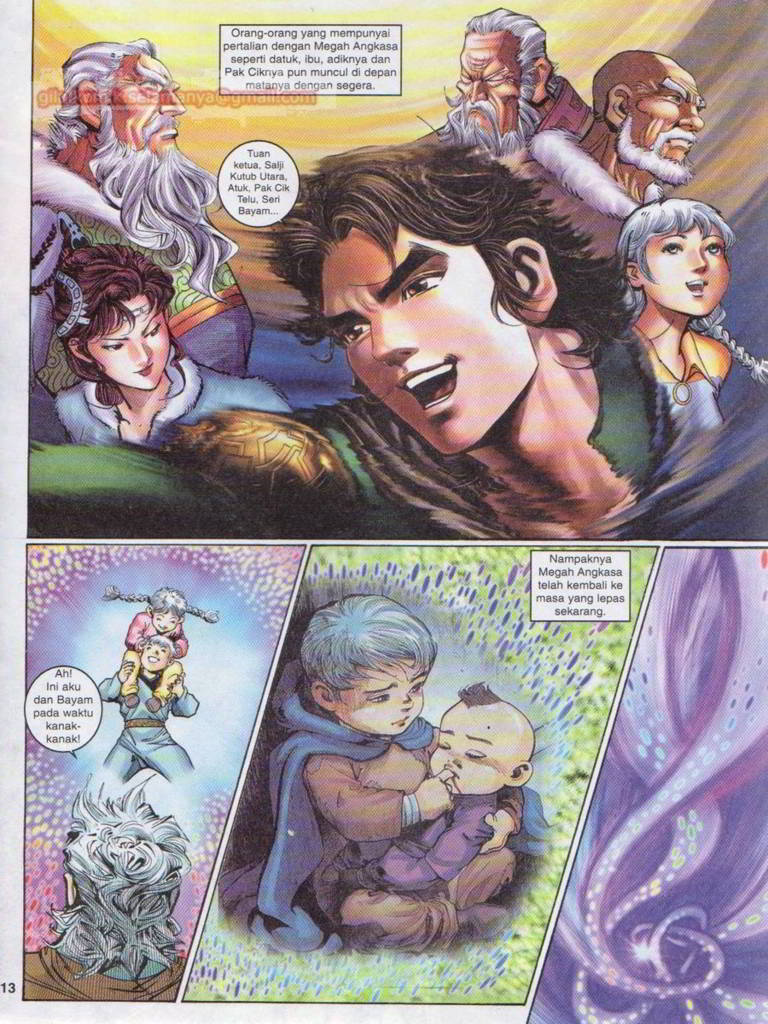 Orang-orang yang mempunyai
pertalian dengan Megah Angkasa
seperti datuk, ibu, adiknya dan
Pak Ciknya pun muncul di depan
matanya dengan segera.
Tuan
ketua, Salji
Kutub Utara,
Atuk, Pak Cik
Telu, Seri
Bayam...
Ah!
Ini aku
dan Bayam
pada waktu
kanak-
kanak!
Nampaknya
Megah Angkasa
telah kembali ke
masa yang lepas
sekarang.
13